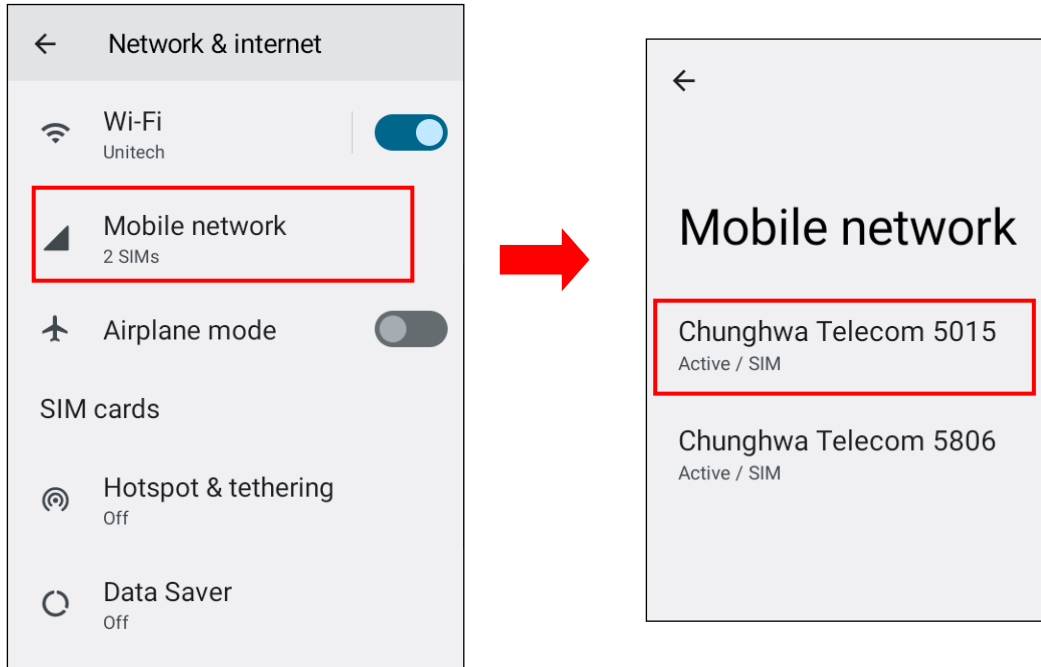 Network & internet
Wi-Fi
Unitech
Mobile network
2 SIMs
Airplane mode
SIM cards
Hotspot & tethering
Off
Data Saver
Off
Mobile network
Chunghwa Telecom 5015
Active / SIM
Chunghwa Telecom 5806
Active / SIM